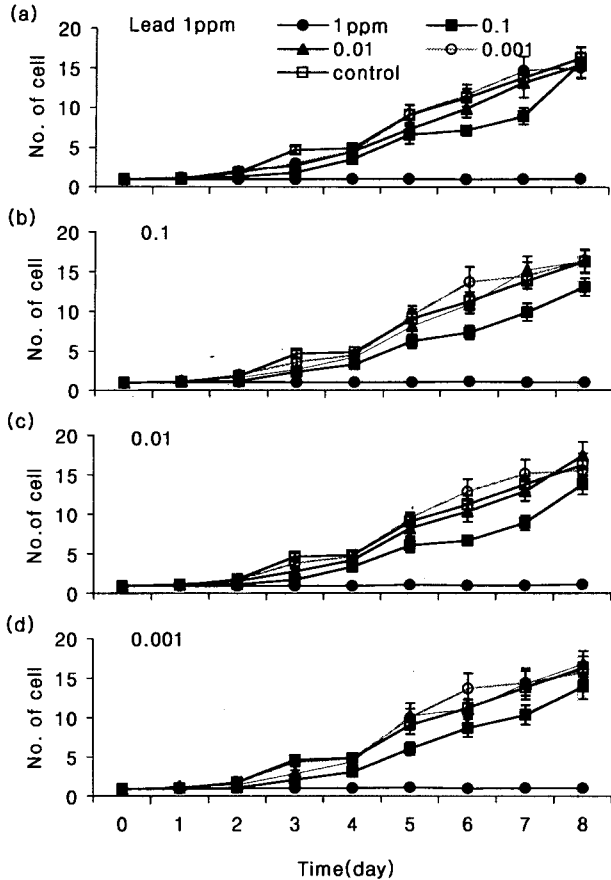 (a)
Lead 1ppm
1ppm
0.1
0.01
0.001
control
20
15
10
5
0
No. of cell
(b)
0.1
20
15
10
5
0
No. of cell
(c)
0.01
20
15
10
5
0
No.of cell
(d)
0.001
20
15
10
5
0
No. of cell
0 1 2 3 4 5 6 7 8
Time(day)